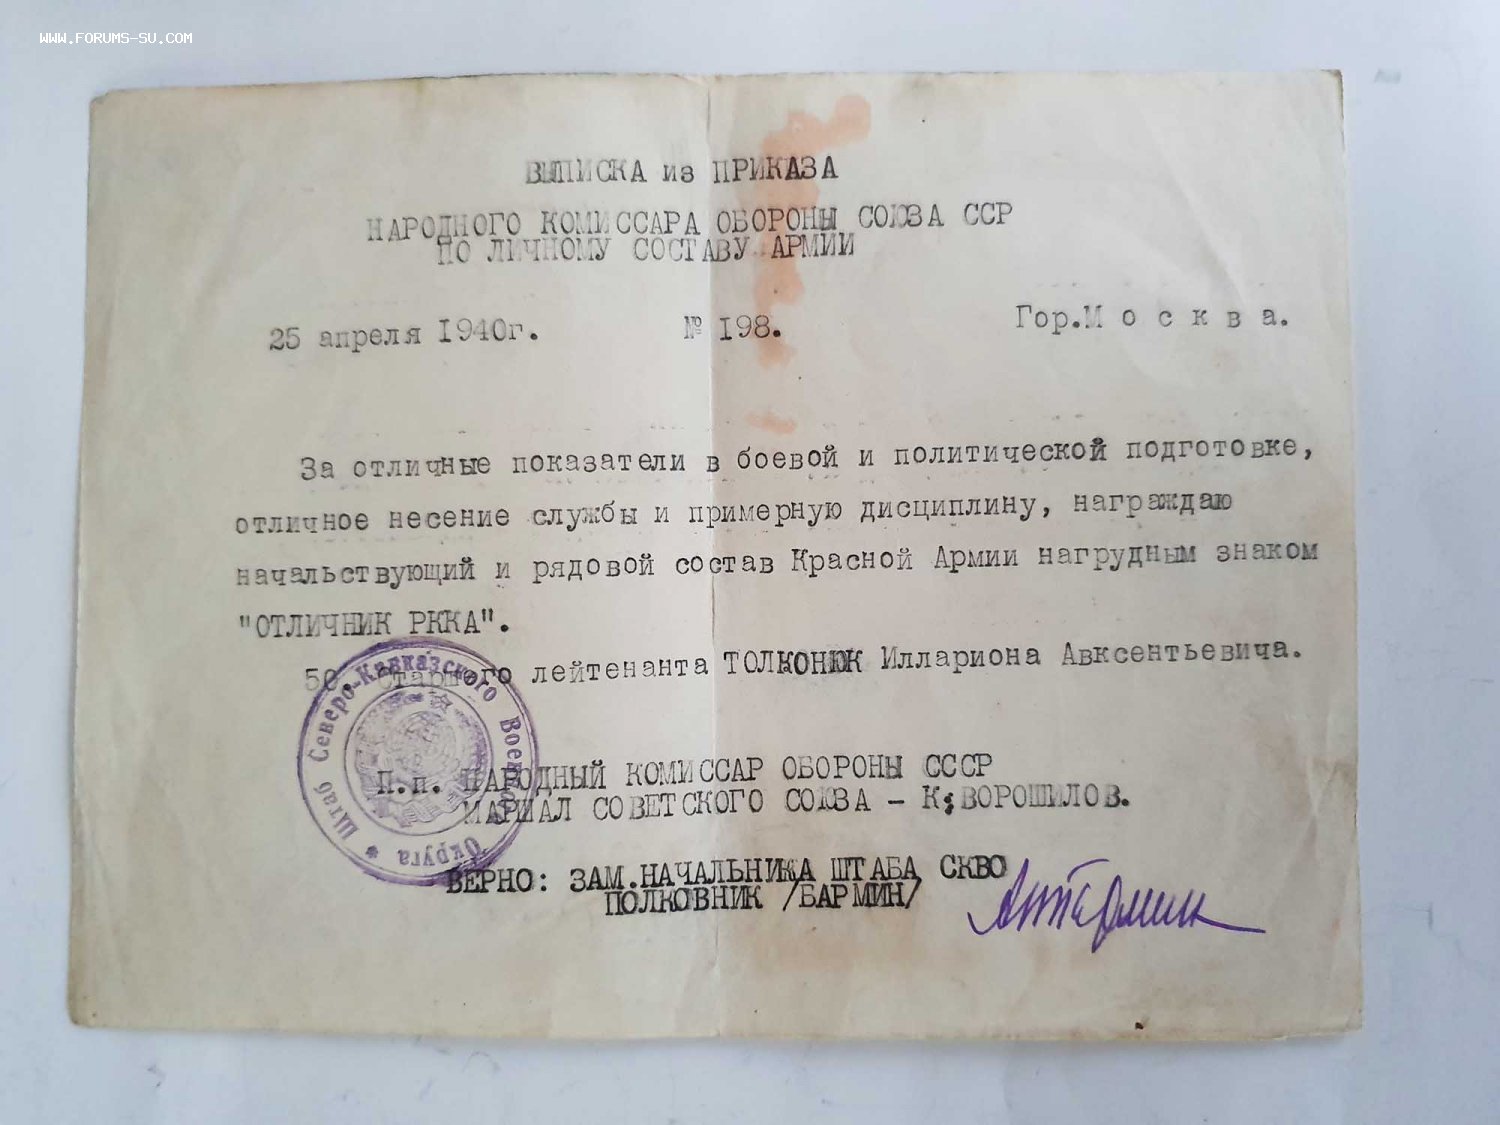 WWW.FORUMS-SU.COM
ВЫПИСКА из ПРИКАЗА
НАРОДНОГО КОМИССАРА ОБОРОНЫ СОЮЗА ССР
ПО ЛИЧНОМУ СОСТАВУ АРМИИ
25 апреля I940г. № I98. Гор.М о с к в а.
За отличные показатели в боевой и политической подготовке,
отличное несение службы и примерную дисциплину, награждаю
начальствующий и рядовой состав Красной Армии нагрудным знаком
"ОТЛИЧНИК РККА".
50. Старшего лейтенанта ТОЛКОНЮК Иллариона Авксентьевича.
Штаб Северо-Кавказского Военного Округа *
П.п. НАРОДНЫЙ КОМИССАР ОБОРОНЫ СССР
МАРШАЛ СОВЕТСКОГО СОЮЗА - К;ВОРОШИЛОВ.
ВЕРНО: ЗАМ.НАЧАЛЬНИКА ШТАБА СКВО
ПОЛКОВНИК /БАРМИН/